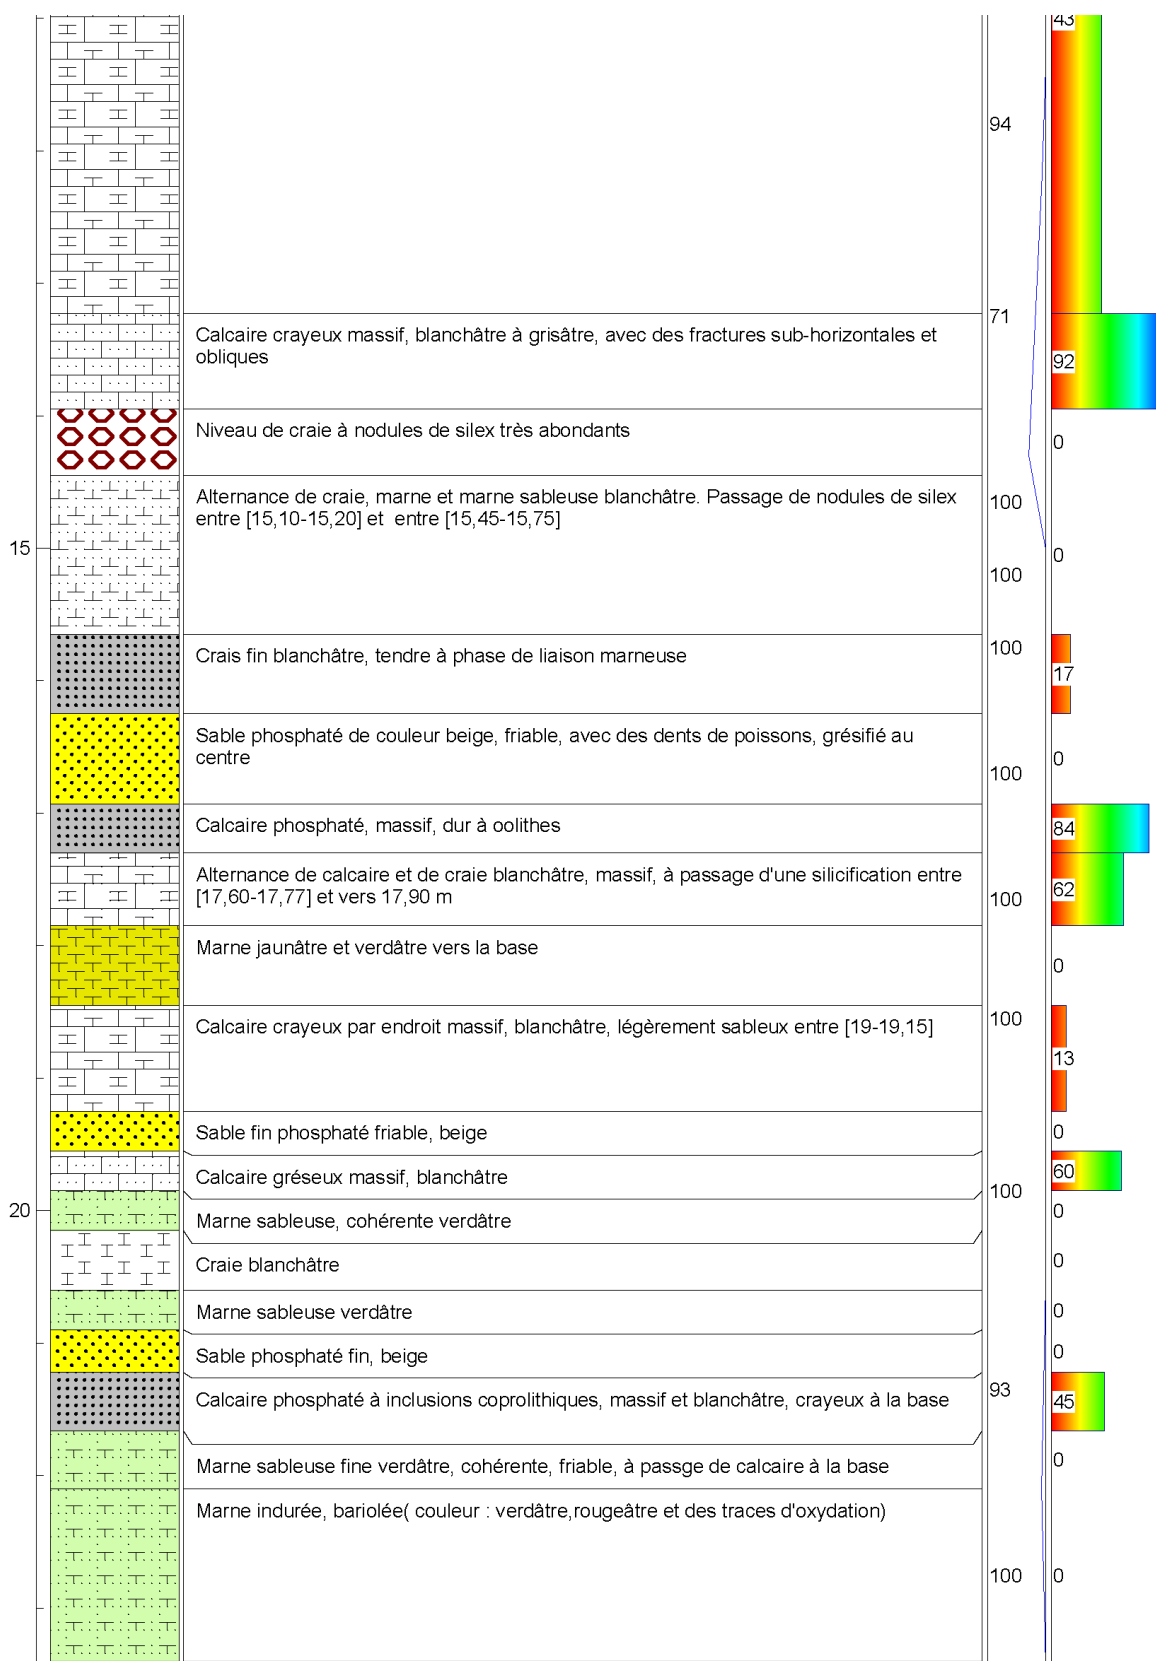 43
94
71
Calcaire crayeux massif, blanchâtre à grisâtre, avec des fractures sub-horizontales et
obliques
92
Niveau de craie à nodules de silex très abondants
0
Alternance de craie, marne et marne sableuse blanchâtre. Passage de nodules de silex
entre [15,10-15,20] et entre [15,45-15,75]
100
15
0
100
Crais fin blanchâtre, tendre à phase de liaison marneuse
100
17
Sable phosphaté de couleur beige, friable, avec des dents de poissons, grésifié au
centre
0
100
Calcaire phosphaté, massif, dur à oolithes
84
Alternance de calcaire et de craie blanchâtre, massif, à passage d'une silicification entre
[17,60-17,77] et vers 17,90 m
100
62
Marne jaunâtre et verdâtre vers la base
0
Calcaire crayeux par endroit massif, blanchâtre, légèrement sableux entre [19-19,15]
100
13
Sable fin phosphaté friable, beige
0
Calcaire gréseux massif, blanchâtre
60
100
20
Marne sableuse, cohérente verdâtre
0
Craie blanchâtre
0
Marne sableuse verdâtre
0
Sable phosphaté fin, beige
0
93
Calcaire phosphaté à inclusions coprolithiques, massif et blanchâtre, crayeux à la base
45
Marne sableuse fine verdâtre, cohérente, friable, à passge de calcaire à la base
0
Marne indurée, bariolée( couleur : verdâtre,rougeâtre et des traces d'oxydation)
100
0